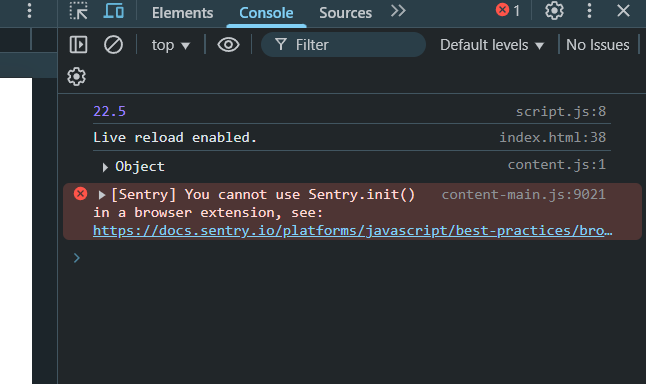 Elements Console Sources 1
top Filter Default levels No Issues
22.5 script.js:8
Live reload enabled. index.html:38
Object content.js:1
[Sentry] You cannot use Sentry.init() content-main.js:9021
in a browser extension, see:
https://docs.sentry.io/platforms/javascript/best-practices/bro…